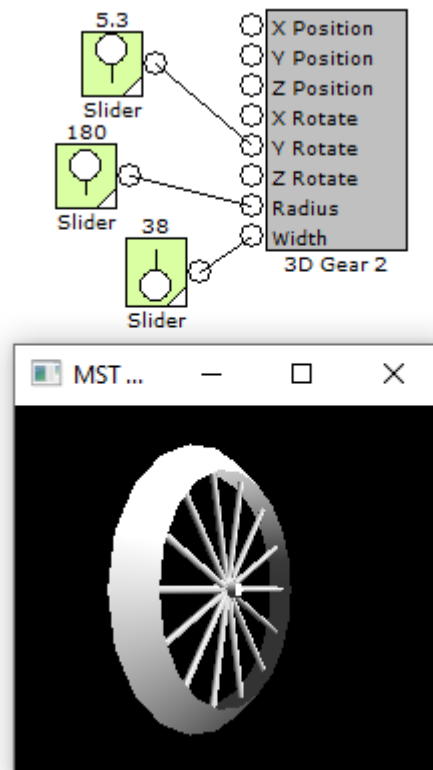 5.3
Slider
180
Slider
38
Slider
X Position
Y Position
Z Position
X Rotate
Y Rotate
Z Rotate
Radius
Width
3D Gear 2
MST ...